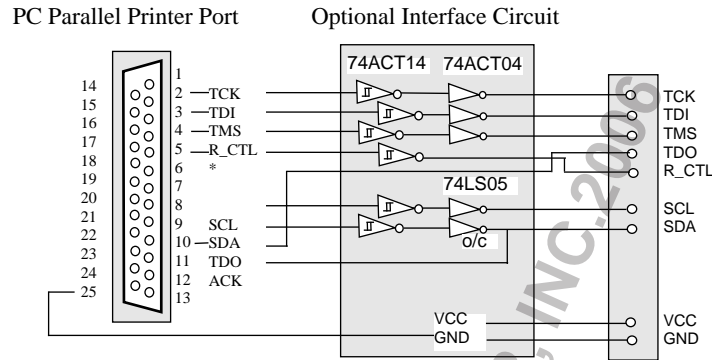 PC Parallel Printer Port
Optional Interface Circuit
74ACT14 74ACT04
14
15
16
17
18
19
20
21
22
23
24
25
1
2 TCK
3 TDI
4 TMS
5 R_CTL
6 *
7
8
9 SCL
10 SDA
11 TDO
12 ACK
13
74LS05
o/c
VCC
GND
TCK
TDI
TMS
TDO
R_CTL
SCL
SDA
VCC
GND
, INC.2006